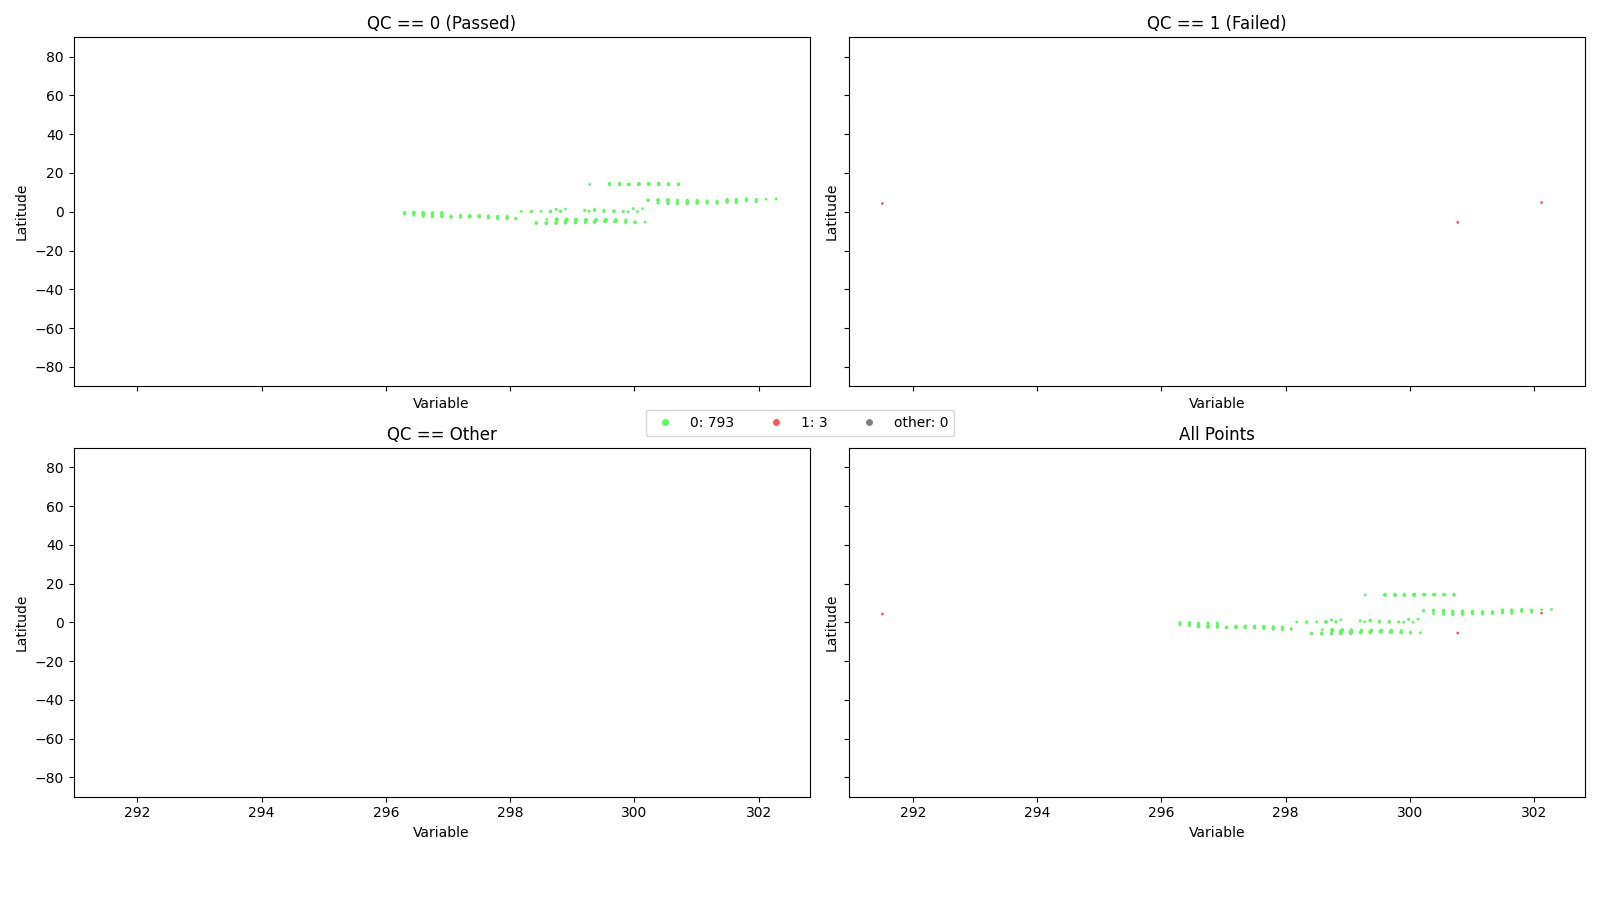 QC == 0 (Passed)
QC == 1 (Failed)
80
60
40
20
0
−20
−40
−60
−80
Latitude
Latitude
Variable
Variable
0: 793
1: 3
other: 0
QC == Other
All Points
80
60
40
20
0
−20
−40
−60
−80
Latitude
Latitude
292
294
296
298
300
302
292
294
296
298
300
302
Variable
Variable